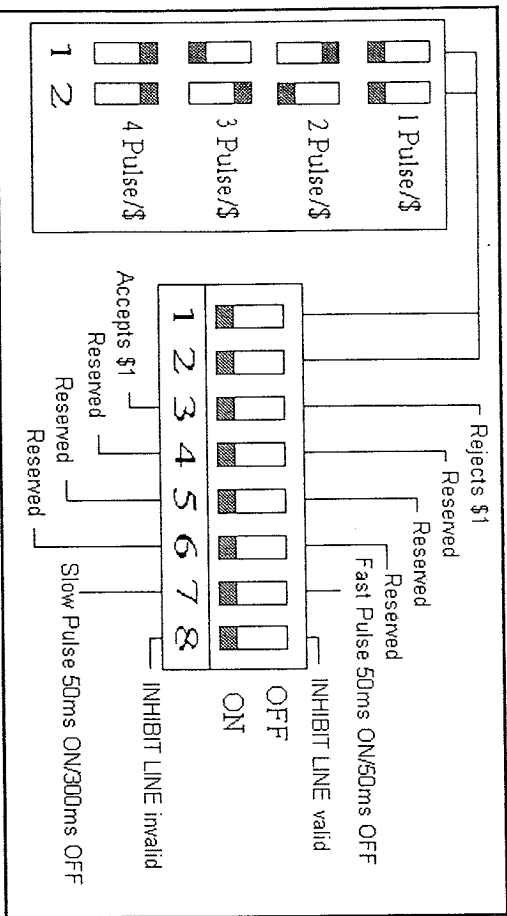 1 Pulse/$
2 Pulse/$
3 Pulse/$
4 Pulse/$
1 2
Rejects $1
Reserved
Reserved
Reserved
Fast Pulse 50ms ON/50ms OFF
INHIBIT LINE valid
OFF
ON
1 2 3 4 5 6 7 8
INHIBIT LINE invalid
Accepts $1
Reserved
Reserved
Reserved
Slow Pulse 50ms ON/300ms OFF